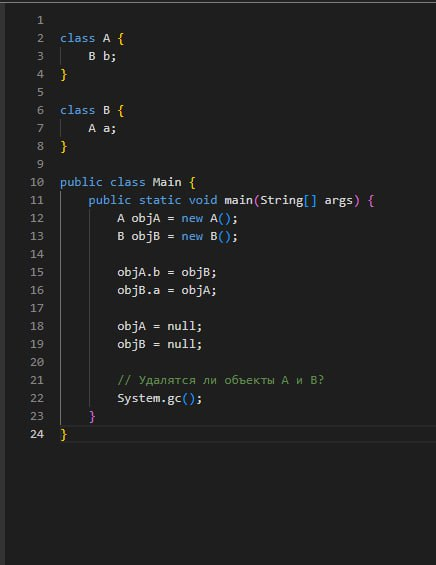 1
2 class A {
3     B b;
4 }
5
6 class B {
7     A a;
8 }
9
10 public class Main {
11     public static void main(String[] args) {
12         A objA = new A();
13         B objB = new B();
14
15         objA.b = objB;
16         objB.a = objA;
17
18         objA = null;
19         objB = null;
20
21         // Удалятся ли объекты A и B?
22         System.gc();
23     }
24 }